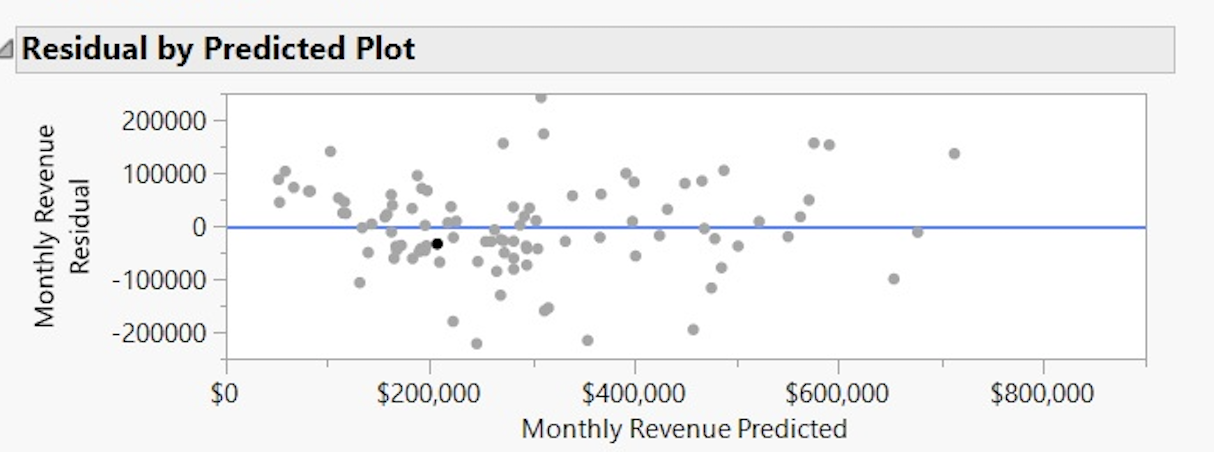 Residual by Predicted Plot
Monthly Revenue
Residual
200000
100000
0
-100000
-200000
$0
$200,000
$400,000
$600,000
$800,000
Monthly Revenue Predicted